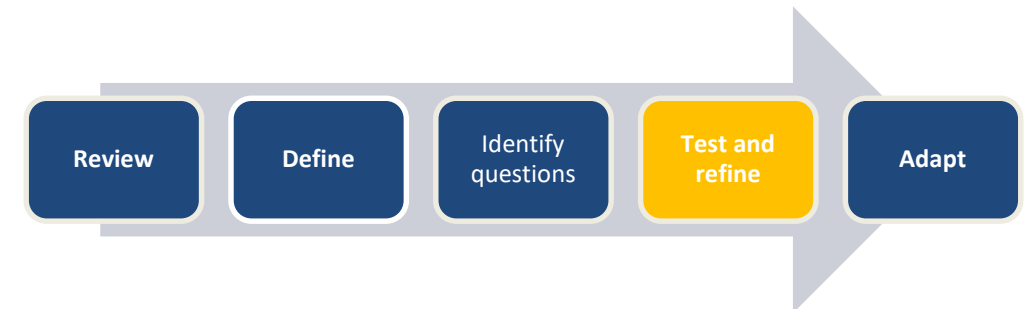 Review
Define
Identify
questions
Test and
refine
Adapt